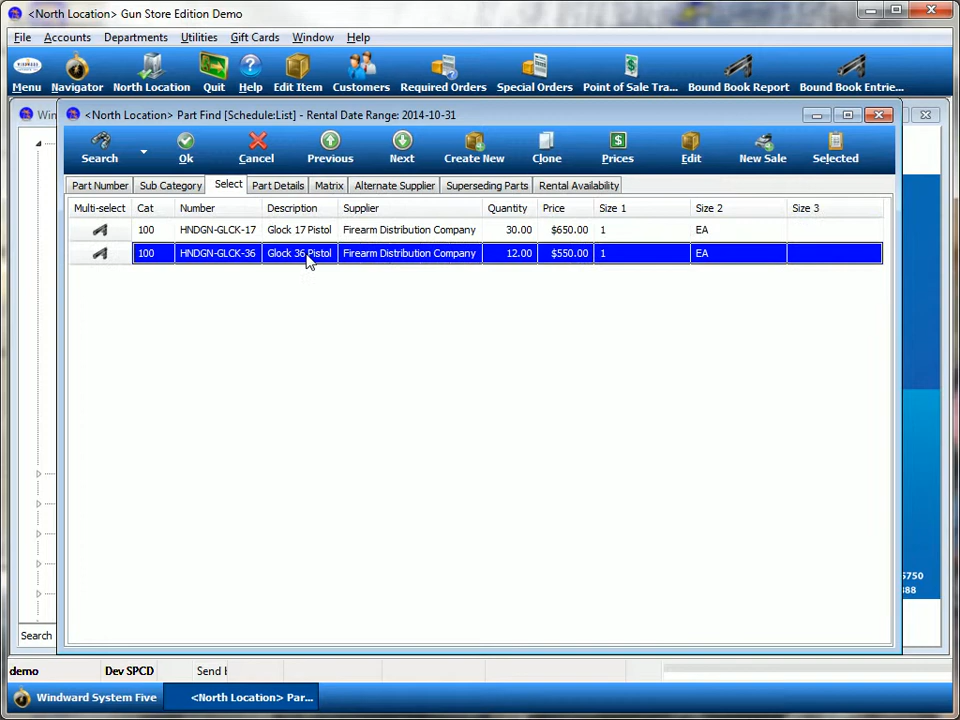 <North Location> Gun Store Edition Demo
File Accounts Departments Utilities Gift Cards Window Help
Menu Navigator North Location Quit Help Edit Item Customers Required Orders Special Orders Point of Sale Tra... Bound Book Report Bound Book Entrie...
Win
<North Location> Part Find [Schedule:List] - Rental Date Range: 2014-10-31
Search Ok Cancel Previous Next Create New Clone Prices Edit New Sale Selected
Part Number Sub Category Select Part Details Matrix Alternate Supplier Superseding Parts Rental Availability
Multi-select Cat Number Description Supplier Quantity Price Size 1 Size 2 Size 3
100 HNDGN-GLCK-17 Glock 17 Pistol Firearm Distribution Company 30.00 $650.00 1 EA
100 HNDGN-GLCK-36 Glock 36 Pistol Firearm Distribution Company 12.00 $550.00 1 EA
5750
388
Search
demo Dev SPCD Send
Windward System Five <North Location> Par...